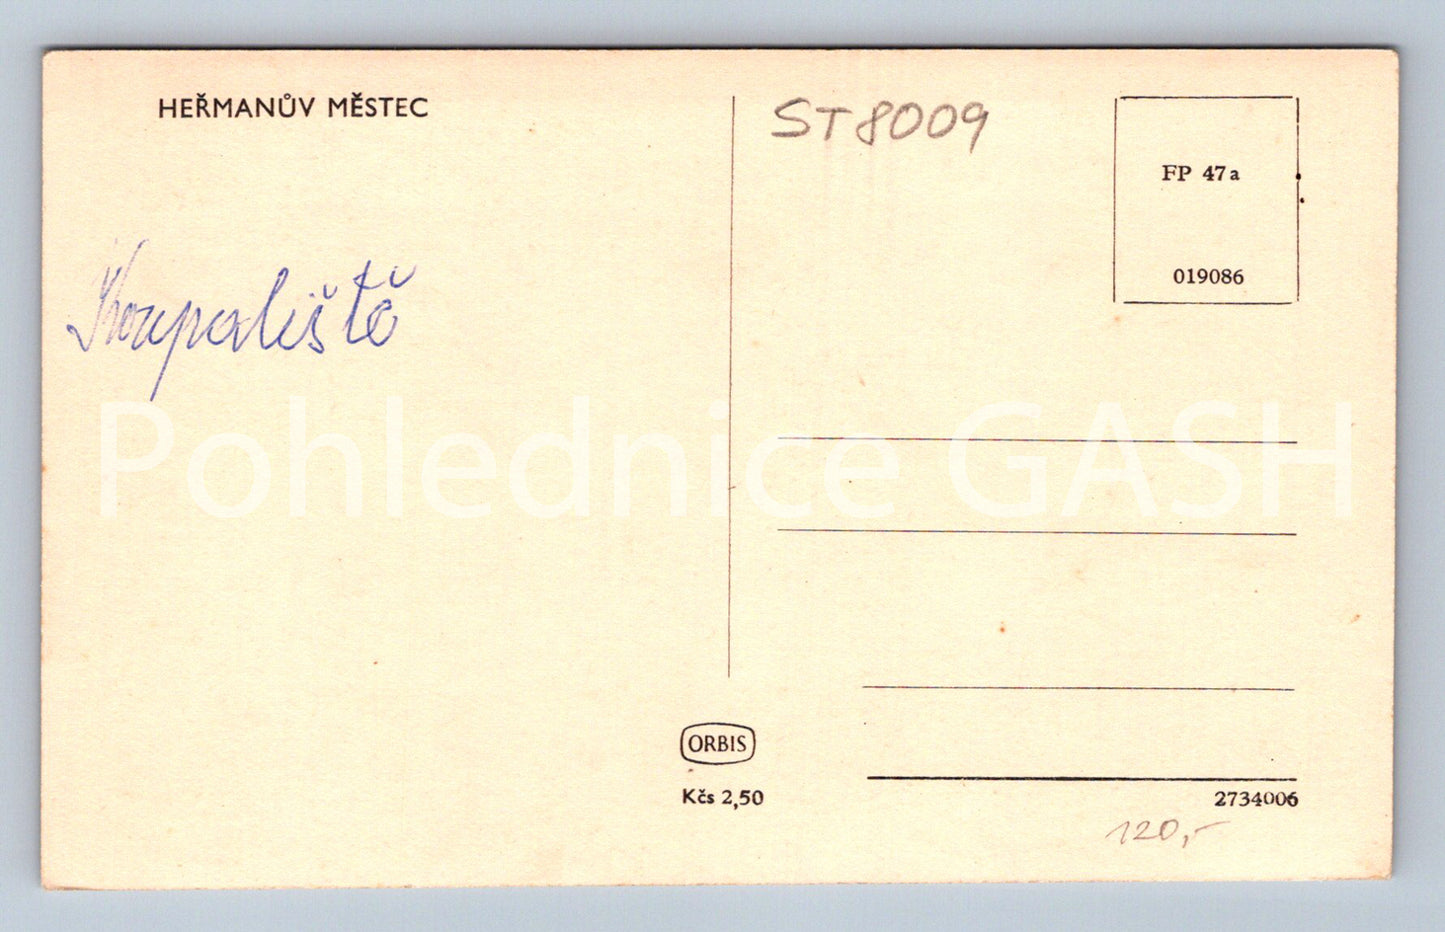 HEŘMANŮV MĚSTEC
Koupaliště
ST8009
FP 47a
019086
Pohlednice GASH
ORBIS
Kčs 2,50
2734006
120,-